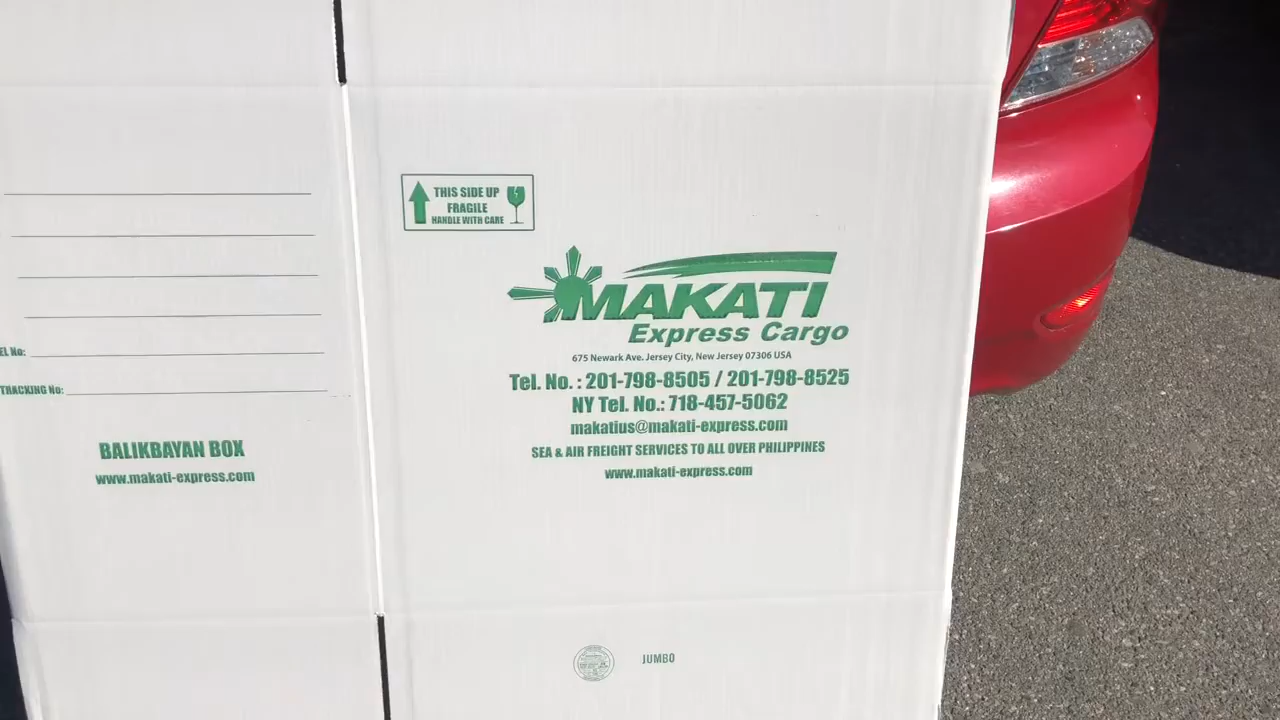 EL No:
TRACKING No:
BALIKBAYAN BOX
www.makati-express.com
THIS SIDE UP
FRAGILE
HANDLE WITH CARE
MAKATI
Express Cargo
675 Newark Ave. Jersey City, New Jersey 07306 USA
Tel. No. : 201-798-8505 / 201-798-8525
NY Tel. No.: 718-457-5062
makatius@makati-express.com
SEA & AIR FREIGHT SERVICES TO ALL OVER PHILIPPINES
www.makati-express.com
JUMBO